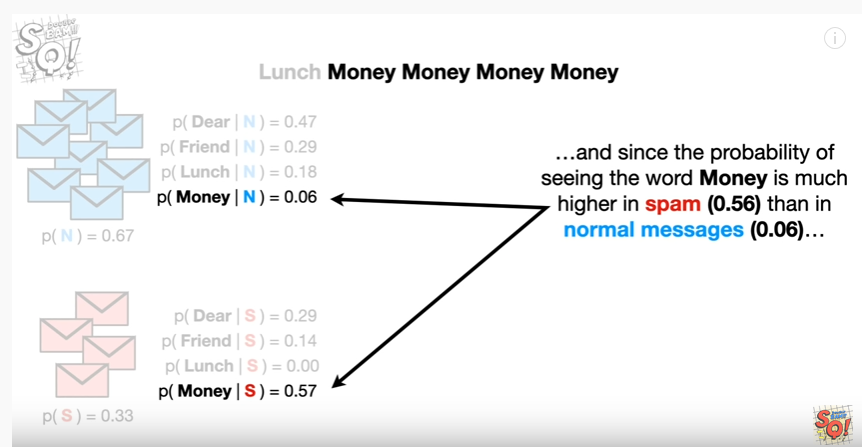 Lunch Money Money Money Money
p( Dear | N ) = 0.47
p( Friend | N ) = 0.29
p( Lunch | N ) = 0.18
p( Money | N ) = 0.06
p( N ) = 0.67
…and since the probability of
seeing the word Money is much
higher in spam (0.56) than in
normal messages (0.06)…
p( Dear | S ) = 0.29
p( Friend | S ) = 0.14
p( Lunch | S ) = 0.00
p( Money | S ) = 0.57
p( S ) = 0.33
SQ!